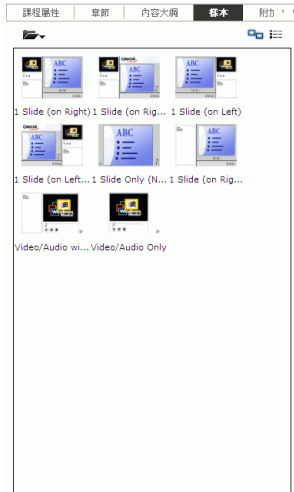 課程屬性 章節 內容大綱 樣本 附加
ABC ABC ABC
1 Slide (on Right) 1 Slide (on Rig... 1 Slide (on Left)
ABC ABC ABC
1 Slide (on Left... 1 Slide Only (N... 1 Slide (on Rig...
Video/Audio wi... Video/Audio Only